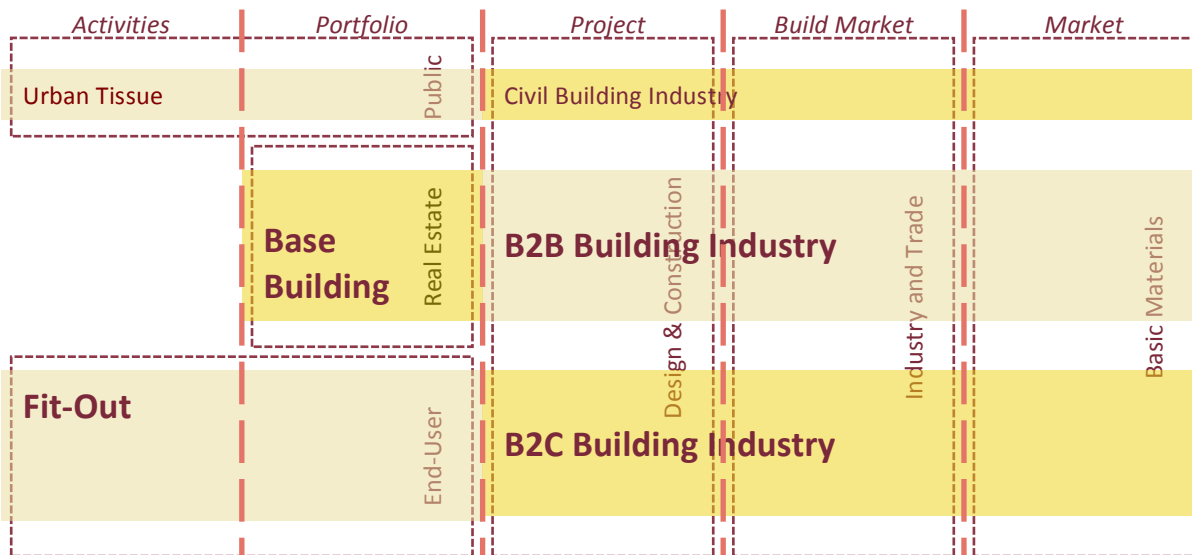 Activities
Portfolio
Project
Build Market
Market
Urban Tissue
Public
Civil Building Industry
Base
Building
Real Estate
B2B Building Industry
Design & Construction
Industry and Trade
Basic Materials
Fit-Out
End-User
B2C Building Industry